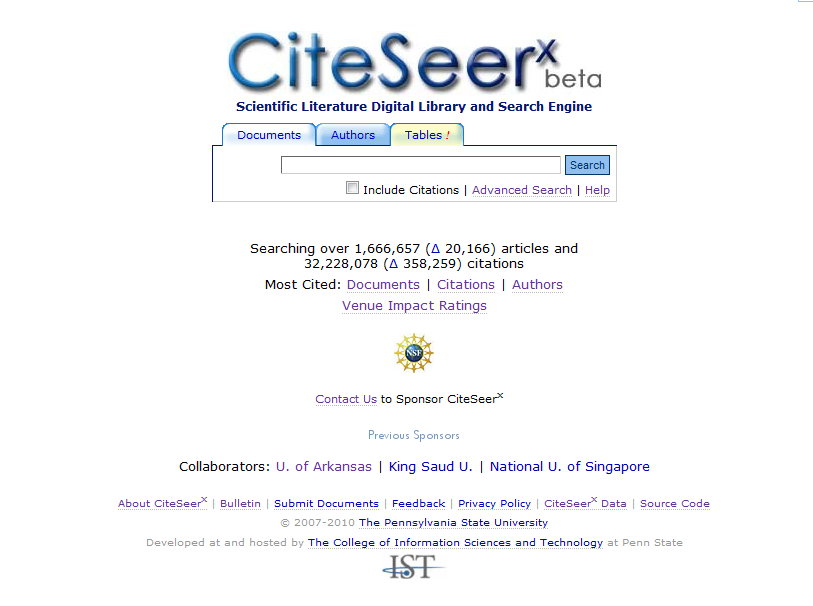 CiteSeerx beta
Scientific Literature Digital Library and Search Engine
Documents Authors Tables !
Search
Include Citations | Advanced Search | Help
Searching over 1,666,657 (Δ 20,166) articles and
32,228,078 (Δ 358,259) citations
Most Cited: Documents | Citations | Authors
Venue Impact Ratings
NSF
Contact Us to Sponsor CiteSeerX
Previous Sponsors
Collaborators: U. of Arkansas | King Saud U. | National U. of Singapore
About CiteSeerX | Bulletin | Submit Documents | Feedback | Privacy Policy | CiteSeerX Data | Source Code
© 2007-2010 The Pennsylvania State University
Developed at and hosted by The College of Information Sciences and Technology at Penn State
IST